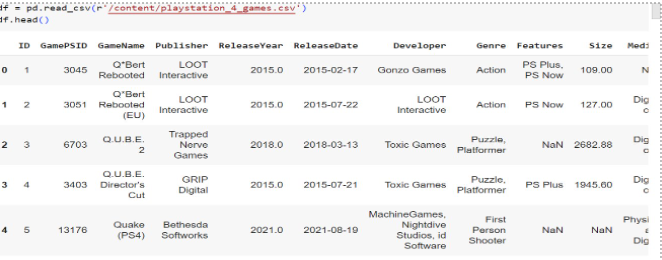 df = pd.read_csv(r'/content/playstation_4_games.csv')
df.head()
ID GamePSID GameName Publisher ReleaseYear ReleaseDate Developer Genre Features Size
0 1 3045 Q*Bert Rebooted LOOT Interactive 2015.0 2015-02-17 Gonzo Games Action PS Plus, PS Now 109.00 N
1 2 3051 Q*Bert Rebooted (EU) LOOT Interactive 2015.0 2015-07-22 LOOT Interactive Action PS Now 127.00 Dig
2 3 6703 Q.U.B.E. 2 Trapped Nerve Games 2018.0 2018-03-13 Toxic Games Puzzle, Platformer NaN 2682.88 Dig
3 4 3403 Q.U.B.E. Director's Cut GRIP Digital 2015.0 2015-07-21 Toxic Games Puzzle, Platformer PS Plus 1945.60 Dig
4 5 13176 Quake (PS4) Bethesda Softworks 2021.0 2021-08-19 MachineGames, Nightdive Studios, id Software First Person Shooter NaN NaN Physi Dig